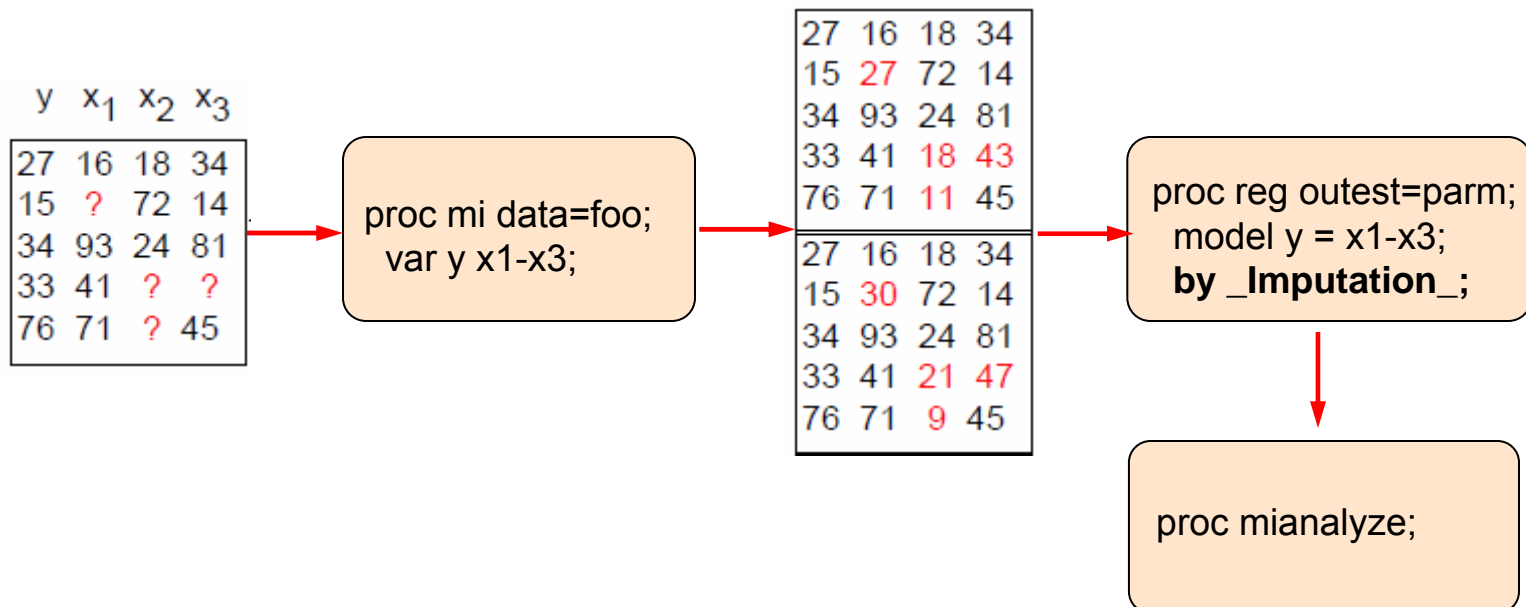 y x1 x2 x3
27 16 18 34
15 ? 72 14
34 93 24 81
33 41 ? ?
76 71 ? 45
proc mi data=foo;
var y x1-x3;
27 16 18 34
15 27 72 14
34 93 24 81
33 41 18 43
76 71 11 45
27 16 18 34
15 30 72 14
34 93 24 81
33 41 21 47
76 71 9 45
proc reg outest=parm;
model y = x1-x3;
by _Imputation_;
proc mianalyze;